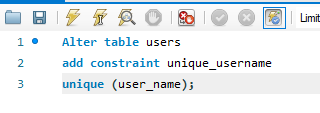 Limit
1 Alter table users
2 add constraint unique_username
3 unique (user_name);